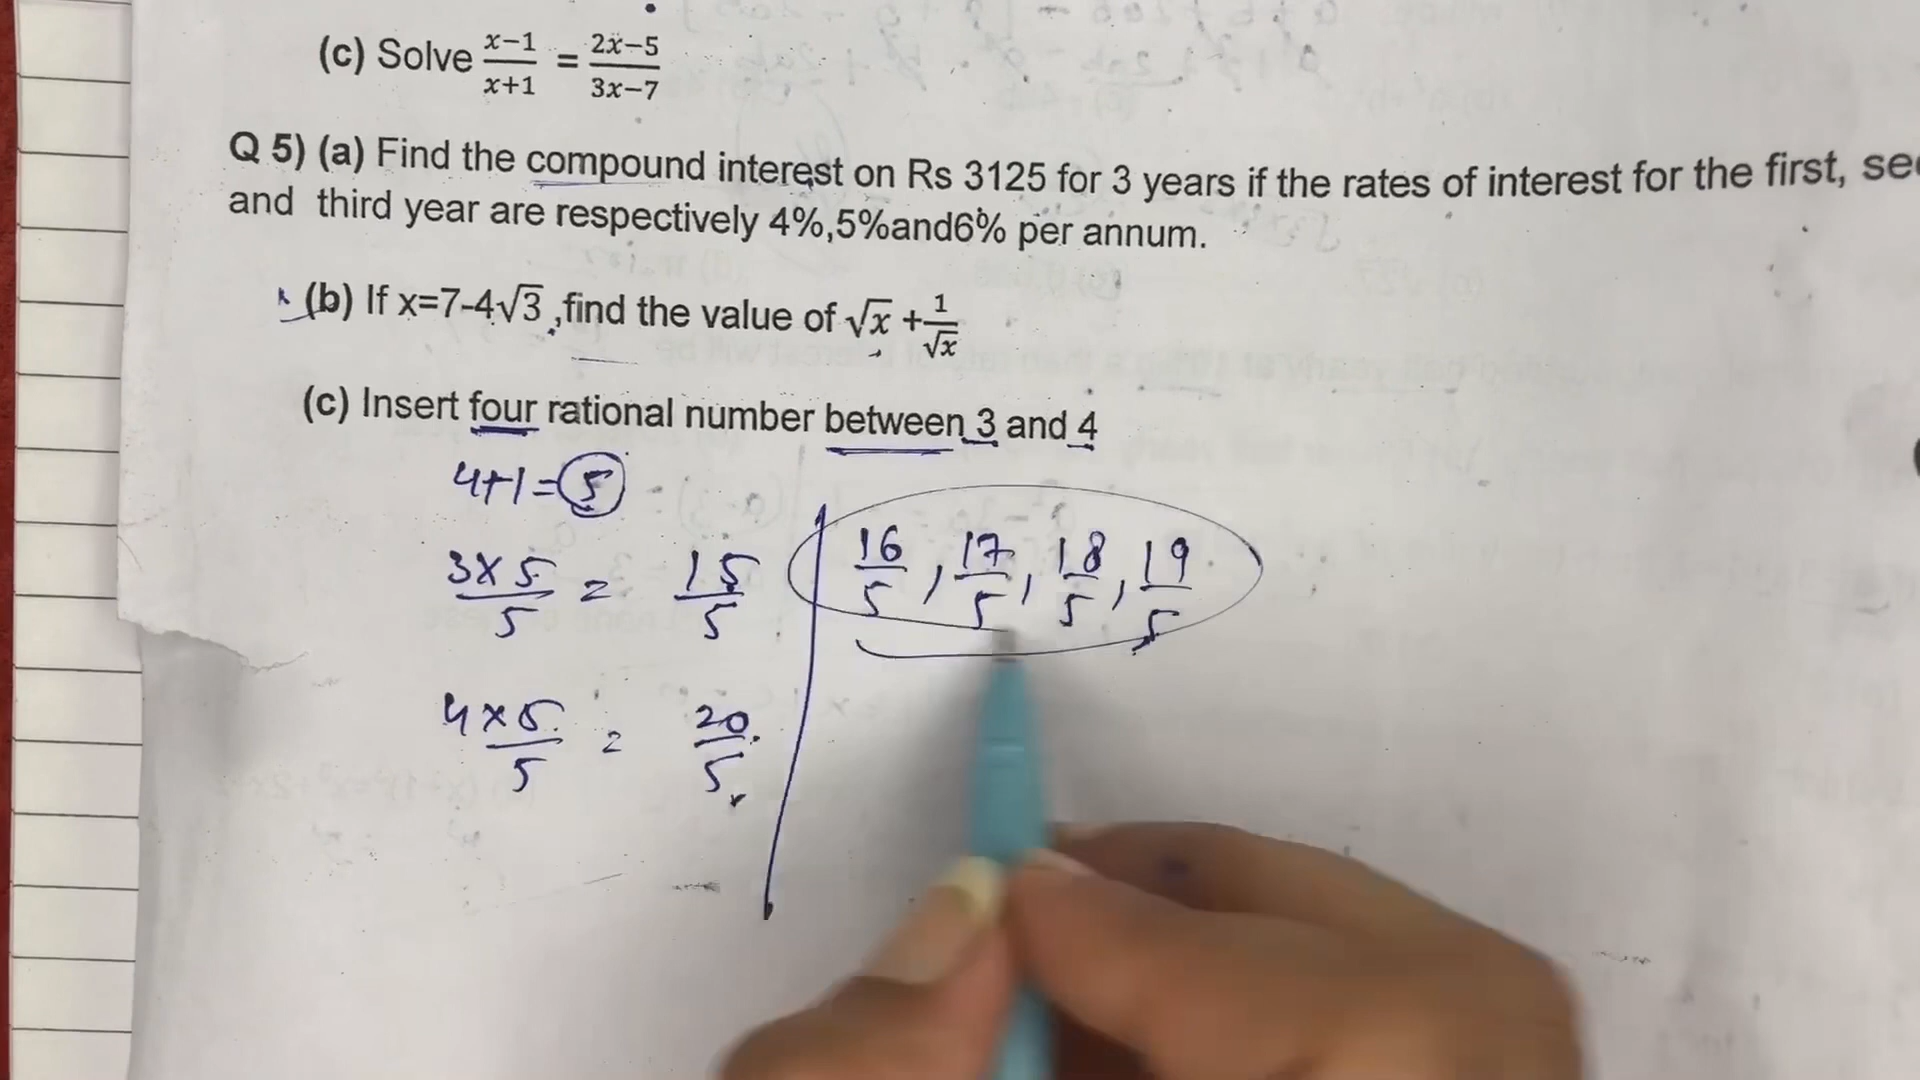 (c) Solve x−1/x+1 = 2x−5/3x−7
Q 5) (a) Find the compound interest on Rs 3125 for 3 years if the rates of interest for the first,
and third year are respectively 4%,5%and6% per annum.
(b) If x=7-4√3 ,find the value of √x + 1/√x
(c) Insert four rational number between 3 and 4
4+1=5
3×5/5 = 15/5
16/5, 17/5, 18/5, 19/5
4×5/5 = 20/5